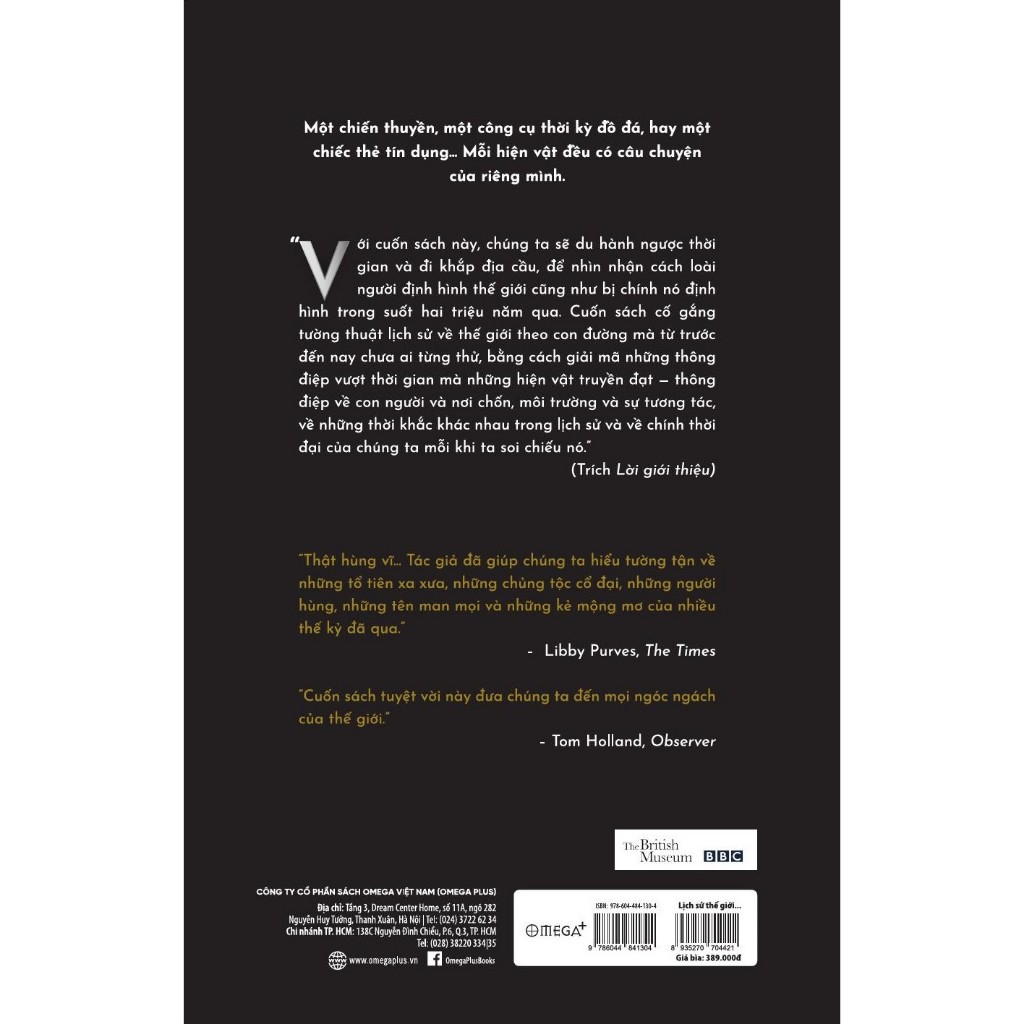 Một chiến thuyền, một công cụ thời kỳ đồ đá, hay một
chiếc thẻ tín dụng... Mỗi hiện vật đều có câu chuyện
của riêng mình.
“Với cuốn sách này, chúng ta sẽ du hành ngược thời
gian và đi khắp địa cầu, để nhìn nhận cách loài
người định hình thế giới cũng như bị chính nó định
hình trong suốt hai triệu năm qua. Cuốn sách cố gắng
tường thuật lịch sử về thế giới theo con đường mà từ trước
đến nay chưa ai từng thử, bằng cách giải mã những thông
điệp vượt thời gian mà những hiện vật truyền đạt – thông
điệp về con người và nơi chốn, môi trường và sự tương tác,
về những thời khắc khác nhau trong lịch sử và về chính thời
đại của chúng ta mỗi khi ta soi chiếu nó.”
(Trích Lời giới thiệu)
“Thật hùng vĩ... Tác giả đã giúp chúng ta hiểu tường tận về
những tổ tiên xa xưa, những chủng tộc cổ đại, những người
hùng, những tên man mọi và những kẻ mộng mơ của nhiều
thế kỷ đã qua.”
– Libby Purves, The Times
“Cuốn sách tuyệt vời này đưa chúng ta đến mọi ngóc ngách
của thế giới.”
– Tom Holland, Observer
The British
Museum
BBC
CÔNG TY CỔ PHẦN SÁCH OMEGA VIỆT NAM (OMEGA PLUS)
Địa chỉ: Tầng 3, Dream Center Home, số 11A, ngõ 282
Nguyễn Huy Tưởng, Thanh Xuân, Hà Nội | Tel: (024) 3722 62 34
Chi nhánh TP. HCM: 138C Nguyễn Đình Chiểu, P.6, Q.3, TP. HCM
Tel: (028) 38220 334|35
www.omegaplus.vn OmegaPlusBooks
OMEGA+
ISBN: 978-604-484-130-4
9 786044 841304
Lịch sử thế giới...
8 935270 704421
Giá bìa: 389.000đ